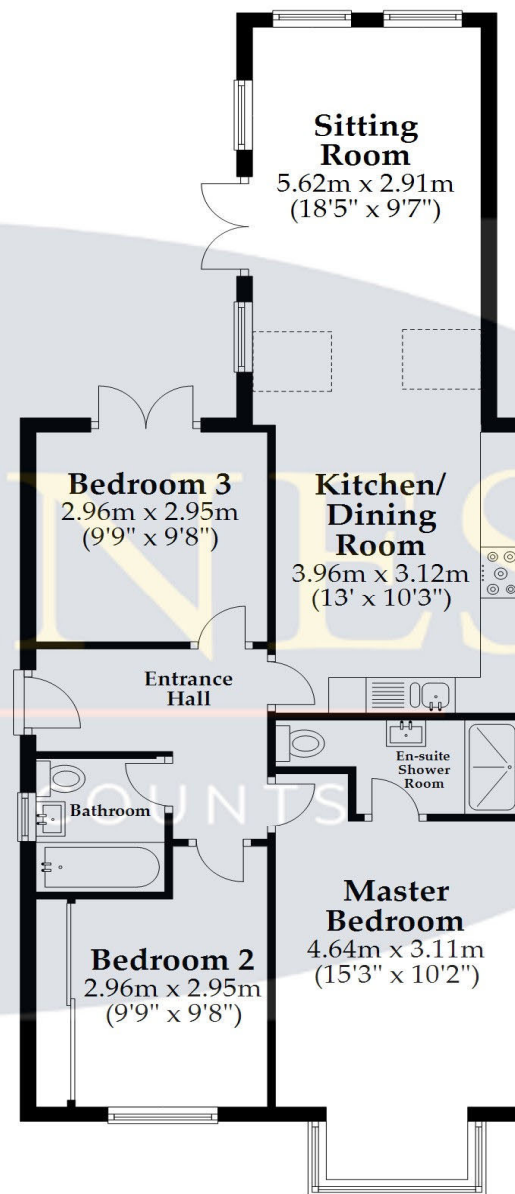 Sitting
Room
5.62m x 2.91m
(18'5" x 9'7")
Bedroom 3
2.96m x 2.95m
(9'9" x 9'8")
Kitchen/
Dining
Room
3.96m x 3.12m
(13' x 10'3")
NES
Entrance
Hall
En-suite
Shower
Room
Bathroom
COUNTS
Master
Bedroom
4.64m x 3.11m
(15'3" x 10'2")
Bedroom 2
2.96m x 2.95m
(9'9" x 9'8")